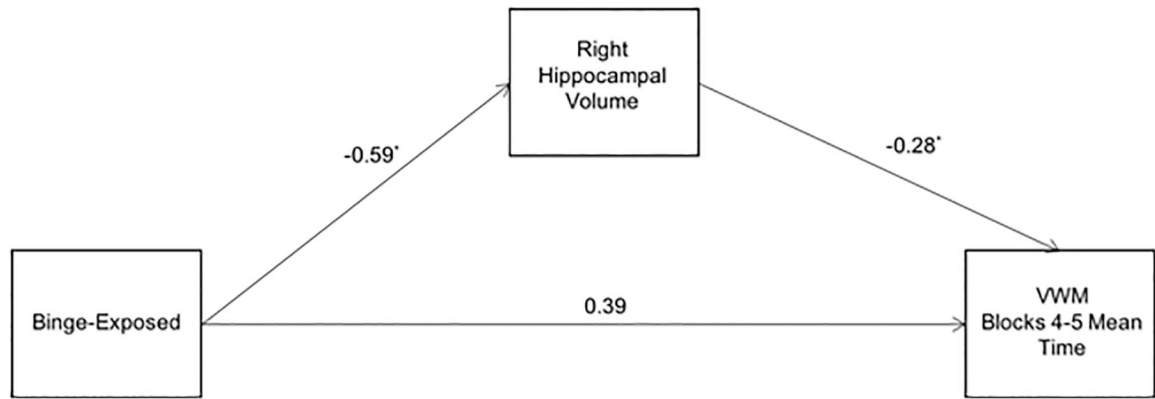 Right
Hippocampal
Volume
-0.59*
-0.28*
Binge-Exposed
0.39
VWM
Blocks 4-5 Mean
Time